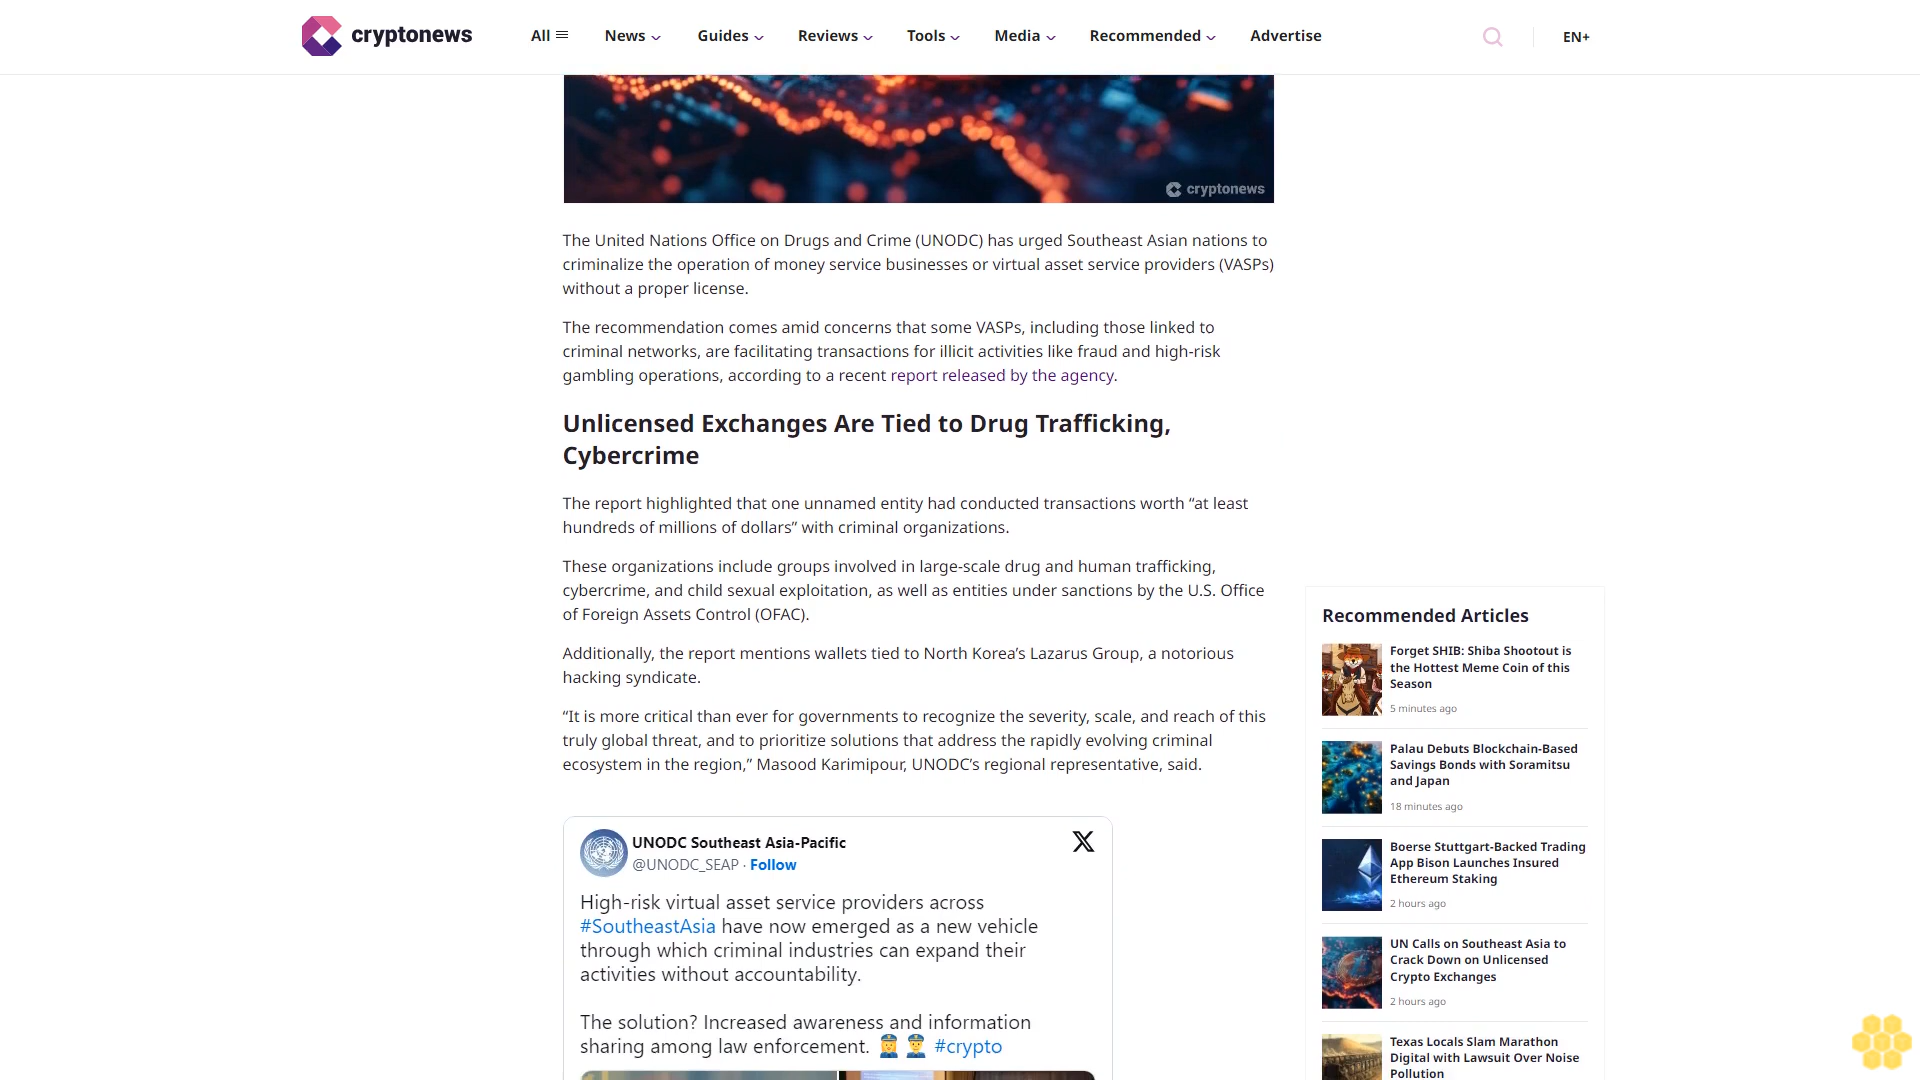 cryptonews
All
News
Guides
Reviews
Tools
Media
Recommended
Advertise
EN+
cryptonews
The United Nations Office on Drugs and Crime (UNODC) has urged Southeast Asian nations to
criminalize the operation of money service businesses or virtual asset service providers (VASPs)
without a proper license.
The recommendation comes amid concerns that some VASPs, including those linked to
criminal networks, are facilitating transactions for illicit activities like fraud and high-risk
gambling operations, according to a recent report released by the agency.
Unlicensed Exchanges Are Tied to Drug Trafficking,
Cybercrime
The report highlighted that one unnamed entity had conducted transactions worth “at least
hundreds of millions of dollars” with criminal organizations.
These organizations include groups involved in large-scale drug and human trafficking,
cybercrime, and child sexual exploitation, as well as entities under sanctions by the U.S. Office
of Foreign Assets Control (OFAC).
Additionally, the report mentions wallets tied to North Korea’s Lazarus Group, a notorious
hacking syndicate.
“It is more critical than ever for governments to recognize the severity, scale, and reach of this
truly global threat, and to prioritize solutions that address the rapidly evolving criminal
ecosystem in the region,” Masood Karimipour, UNODC’s regional representative, said.
UNODC Southeast Asia-Pacific
@UNODC_SEAP · Follow
High-risk virtual asset service providers across
#SoutheastAsia have now emerged as a new vehicle
through which criminal industries can expand their
activities without accountability.
The solution? Increased awareness and information
sharing among law enforcement. 👮‍♀️ 👮‍♂️ #crypto
Recommended Articles
Forget SHIB: Shiba Shootout is
the Hottest Meme Coin of this
Season
5 minutes ago
Palau Debuts Blockchain-Based
Savings Bonds with Soramitsu
and Japan
18 minutes ago
Boerse Stuttgart-Backed Trading
App Bison Launches Insured
Ethereum Staking
2 hours ago
UN Calls on Southeast Asia to
Crack Down on Unlicensed
Crypto Exchanges
2 hours ago
Texas Locals Slam Marathon
Digital with Lawsuit Over Noise
Pollution